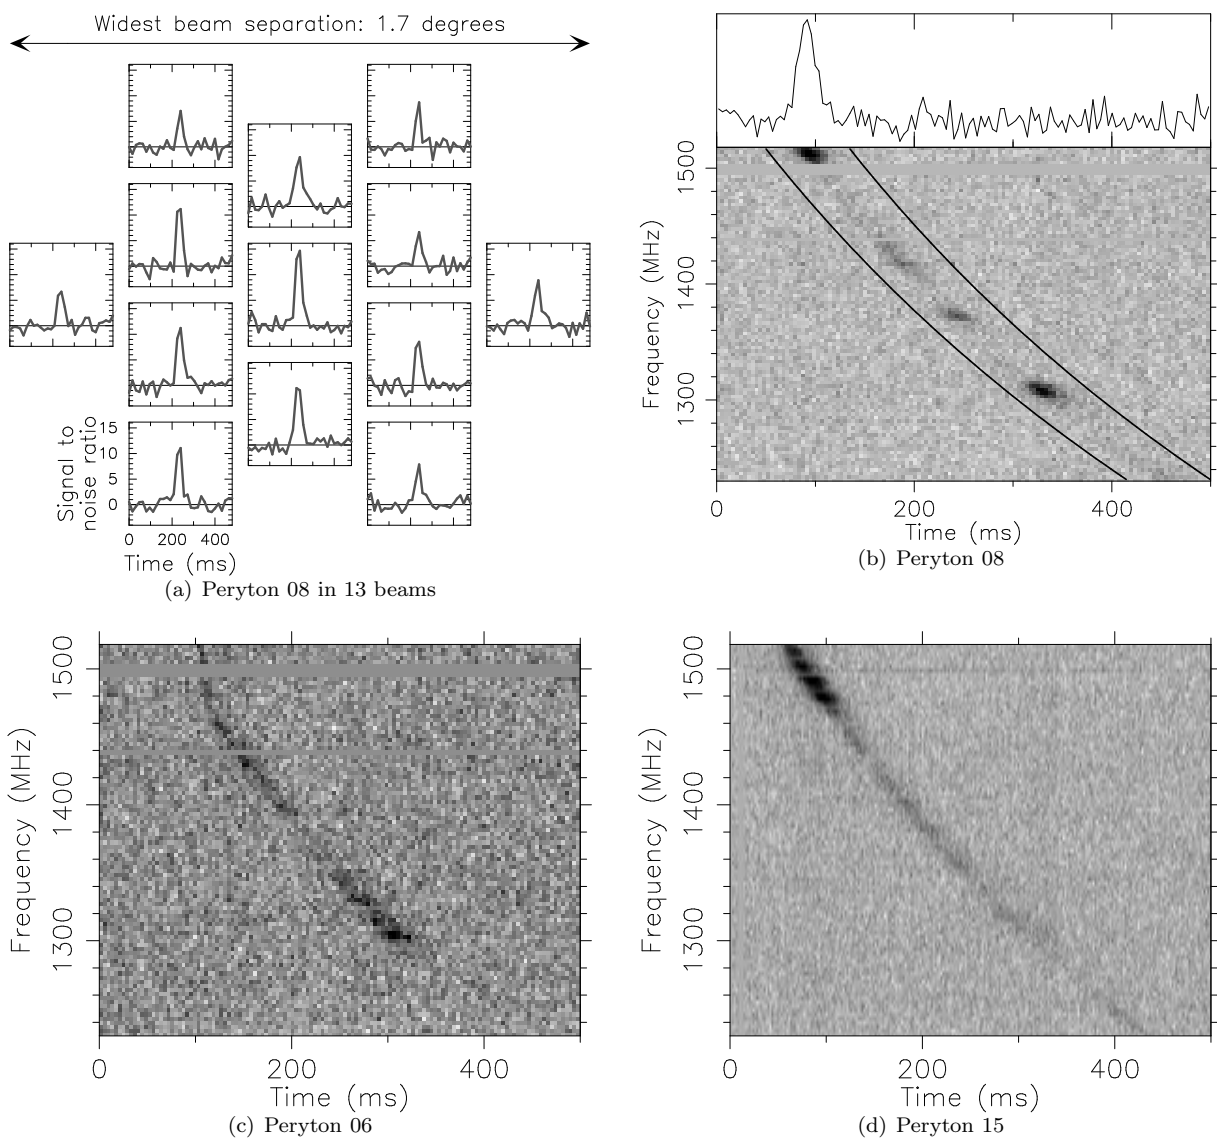 Widest beam separation: 1.7 degrees
Signal to
noise ratio
15
10
5
0
0 200 400
Time (ms)
(a) Peryton 08 in 13 beams
Frequency (MHz)
1500
1400
1300
0 200 400
Time (ms)
(b) Peryton 08
Frequency (MHz)
1500
1400
1300
0 200 400
Time (ms)
(c) Peryton 06
Frequency (MHz)
1500
1400
1300
0 200 400
Time (ms)
(d) Peryton 15